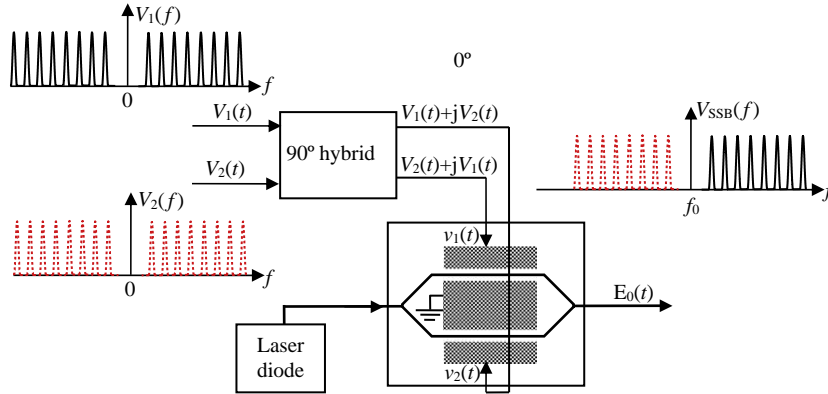 V₁(f)
f
0
0º
V₁(t)
V₁(t)+jV₂(t)
V_SSB(f)
90º hybrid
V₂(t)
V₂(t)+jV₁(t)
f₀
f
V₂(f)
f
0
v₁(t)
E₀(t)
Laser
diode
v₂(t)